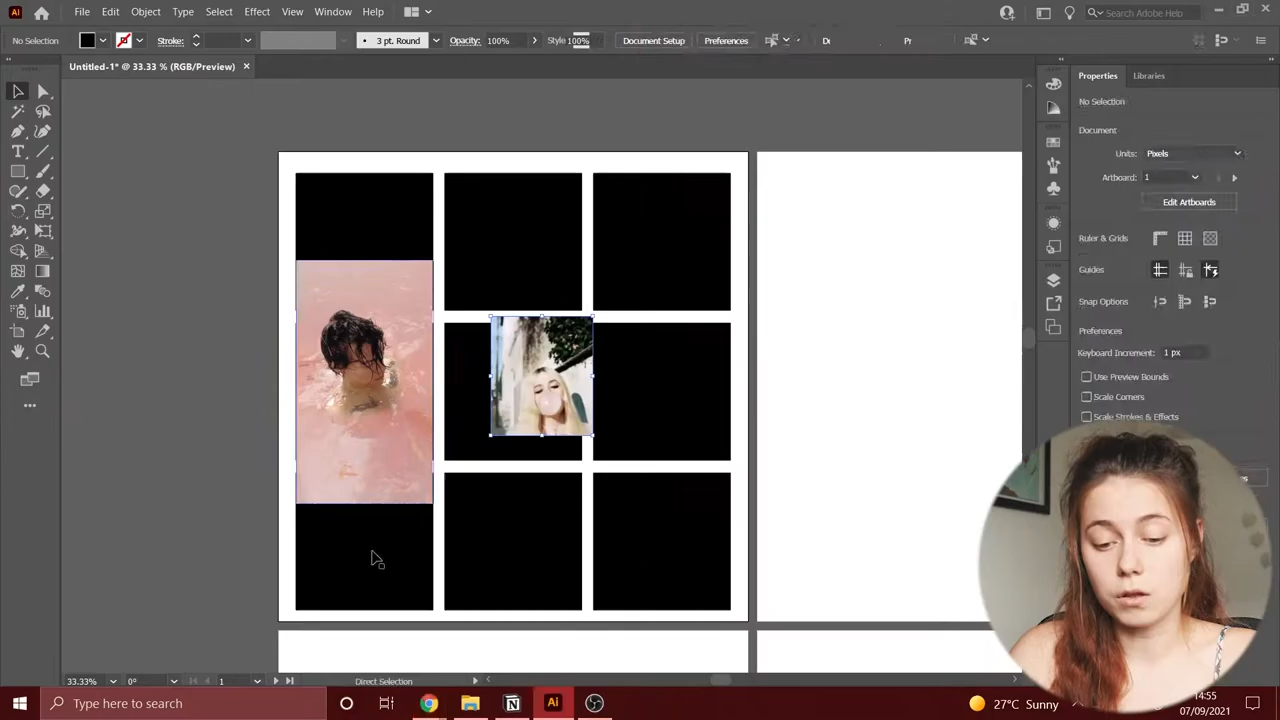 Ai File Edit Object Type Select Effect View Window Help Search Adobe Help
No Selection Stroke: 3 pt. Round Opacity: 100% Style 100% Document Setup Preferences Pr
Untitled-1* @ 33.33 % (RGB/Preview)
Properties Libraries
No Selection
Document
Units: Pixels
Artboard: 1
Edit Artboards
Ruler & Grids
Guides
Snap Options
Preferences
Keyboard Increment: 1 px
Use Preview Bounds
Scale Corners
Scale Strokes & Effects
33.33% 0° 1 Direct Selection
Type here to search Ai 27°C Sunny 14:55
07/09/2021